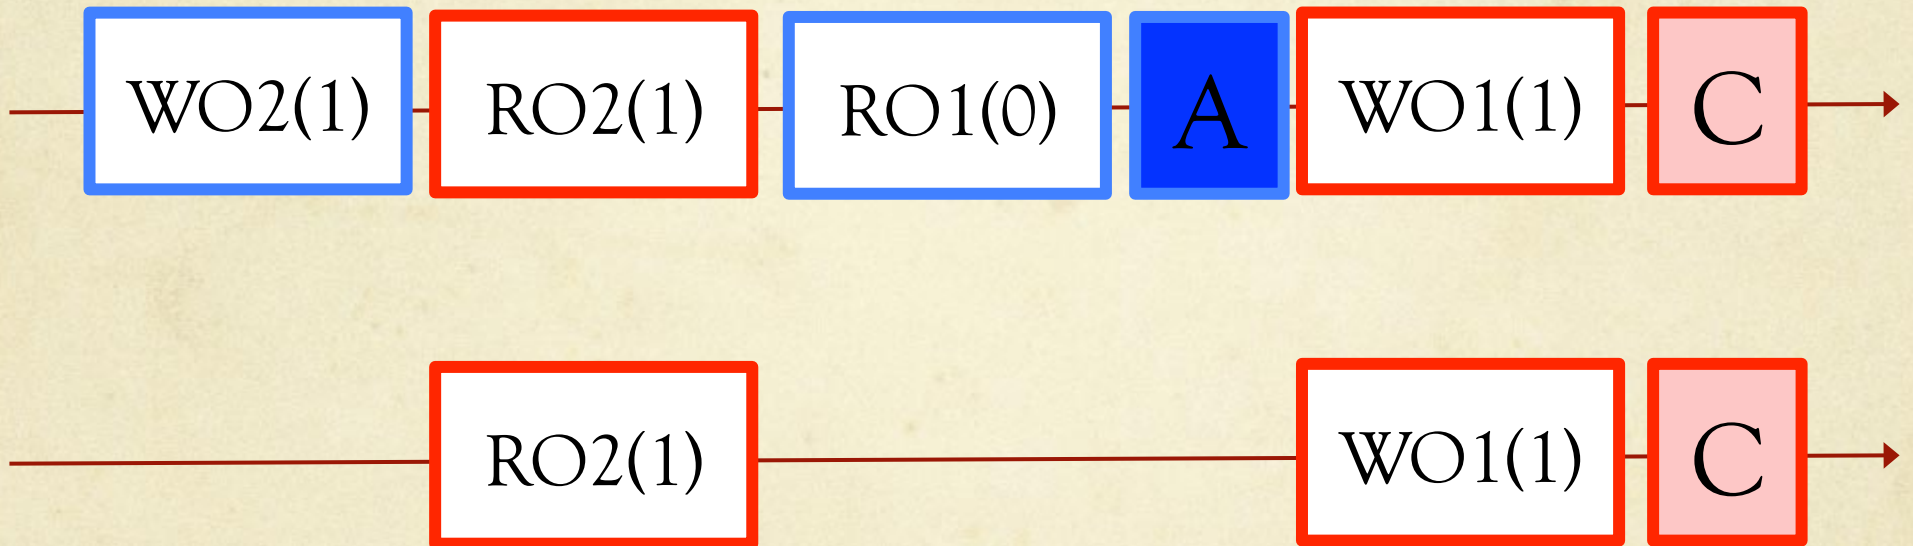 WO2(1) RO2(1) RO1(0) A WO1(1) C
RO2(1) WO1(1) C